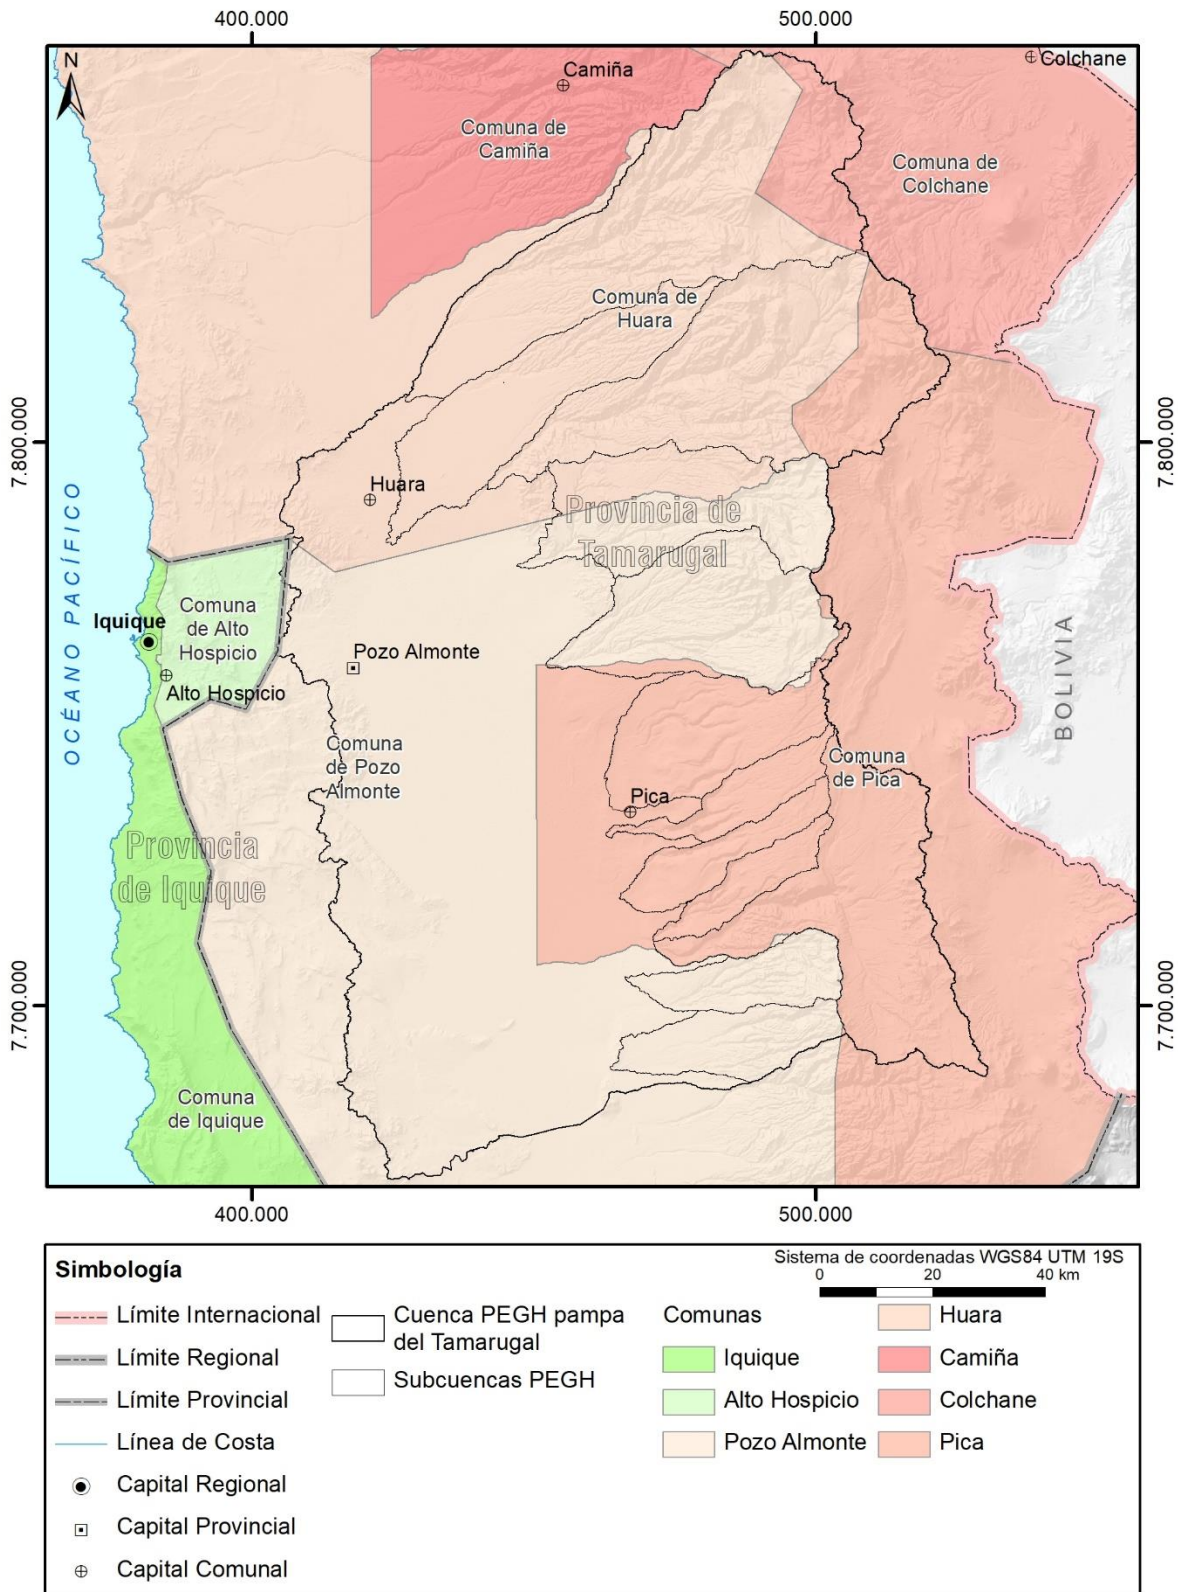 400.000
500.000
N
Camiña
Colchane
Comuna de
Camiña
Comuna de
Colchane
Comuna de
Huara
7.800.000
7.800.000
Huara
Provincia de
Tamarugal
OCÉANO PACÍFICO
Comuna
de Alto
Hospicio
Iquique
Pozo Almonte
Alto Hospicio
BOLIVIA
Comuna
de Pozo
Almonte
Comuna
de Pica
Pica
Provincia
de Iquique
7.700.000
7.700.000
Comuna
de Iquique
400.000
500.000
Simbología
Sistema de coordenadas WGS84 UTM 19S
0 20 40 km
Límite Internacional
Límite Regional
Límite Provincial
Línea de Costa
Capital Regional
Capital Provincial
Capital Comunal
Cuenca PEGH pampa
del Tamarugal
Subcuencas PEGH
Comunas
Iquique
Alto Hospicio
Pozo Almonte
Huara
Camiña
Colchane
Pica